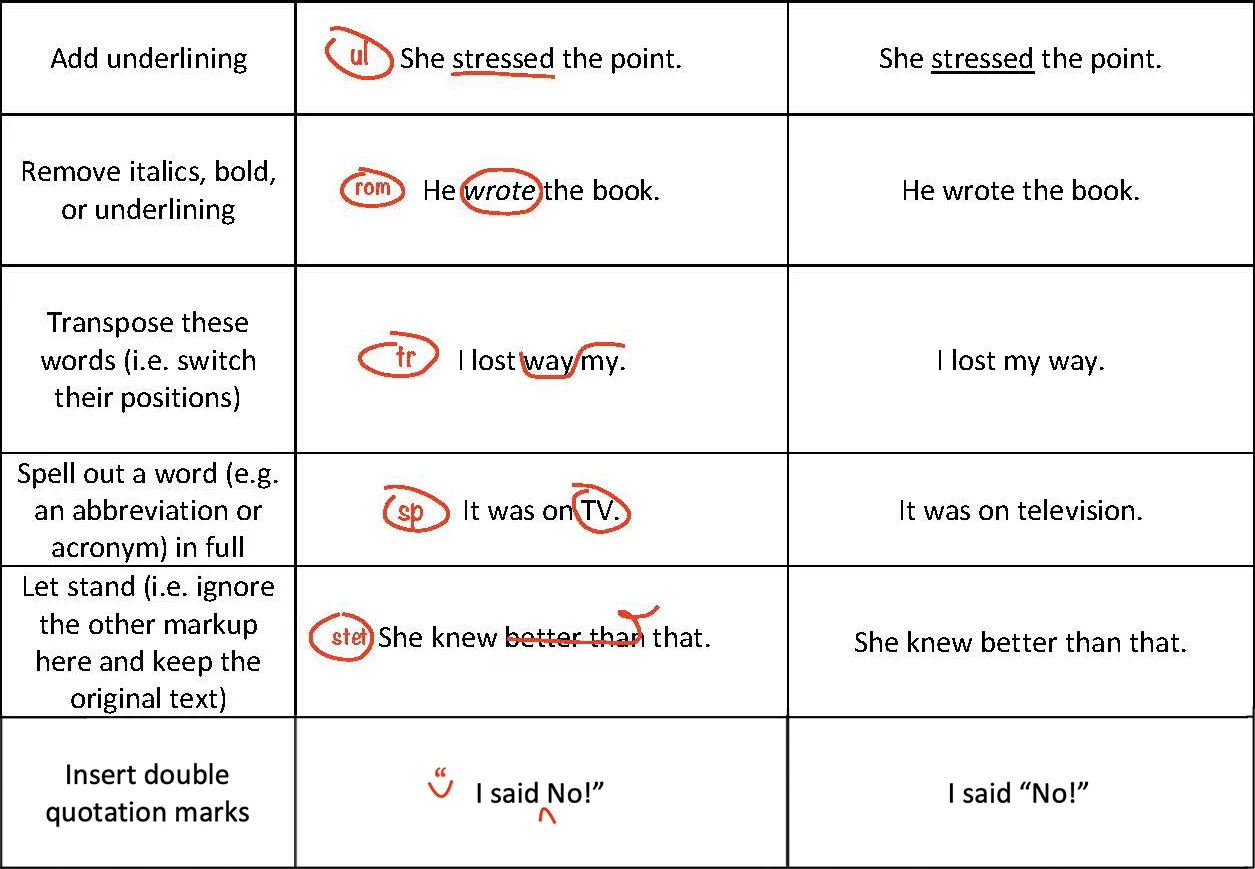 Add underlining
ul She stressed the point.
She stressed the point.
Remove italics, bold,
or underlining
rom He wrote the book.
He wrote the book.
Transpose these
words (i.e. switch
their positions)
tr I lost way my.
I lost my way.
Spell out a word (e.g.
an abbreviation or
acronym) in full
sp It was on TV.
It was on television.
Let stand (i.e. ignore
the other markup
here and keep the
original text)
stet She knew better than that.
She knew better than that.
Insert double
quotation marks
“ I said No!”
I said “No!”